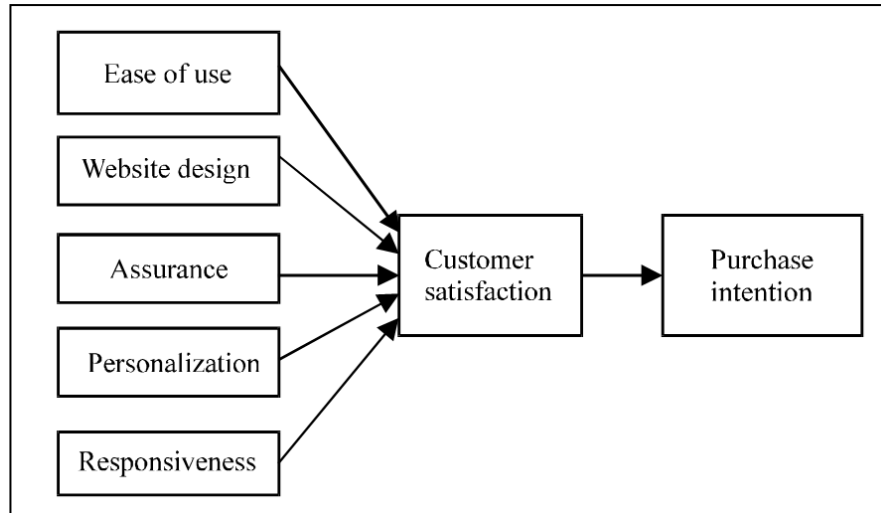 Ease of use
Website design
Assurance
Personalization
Responsiveness
Customer
satisfaction
Purchase
intention